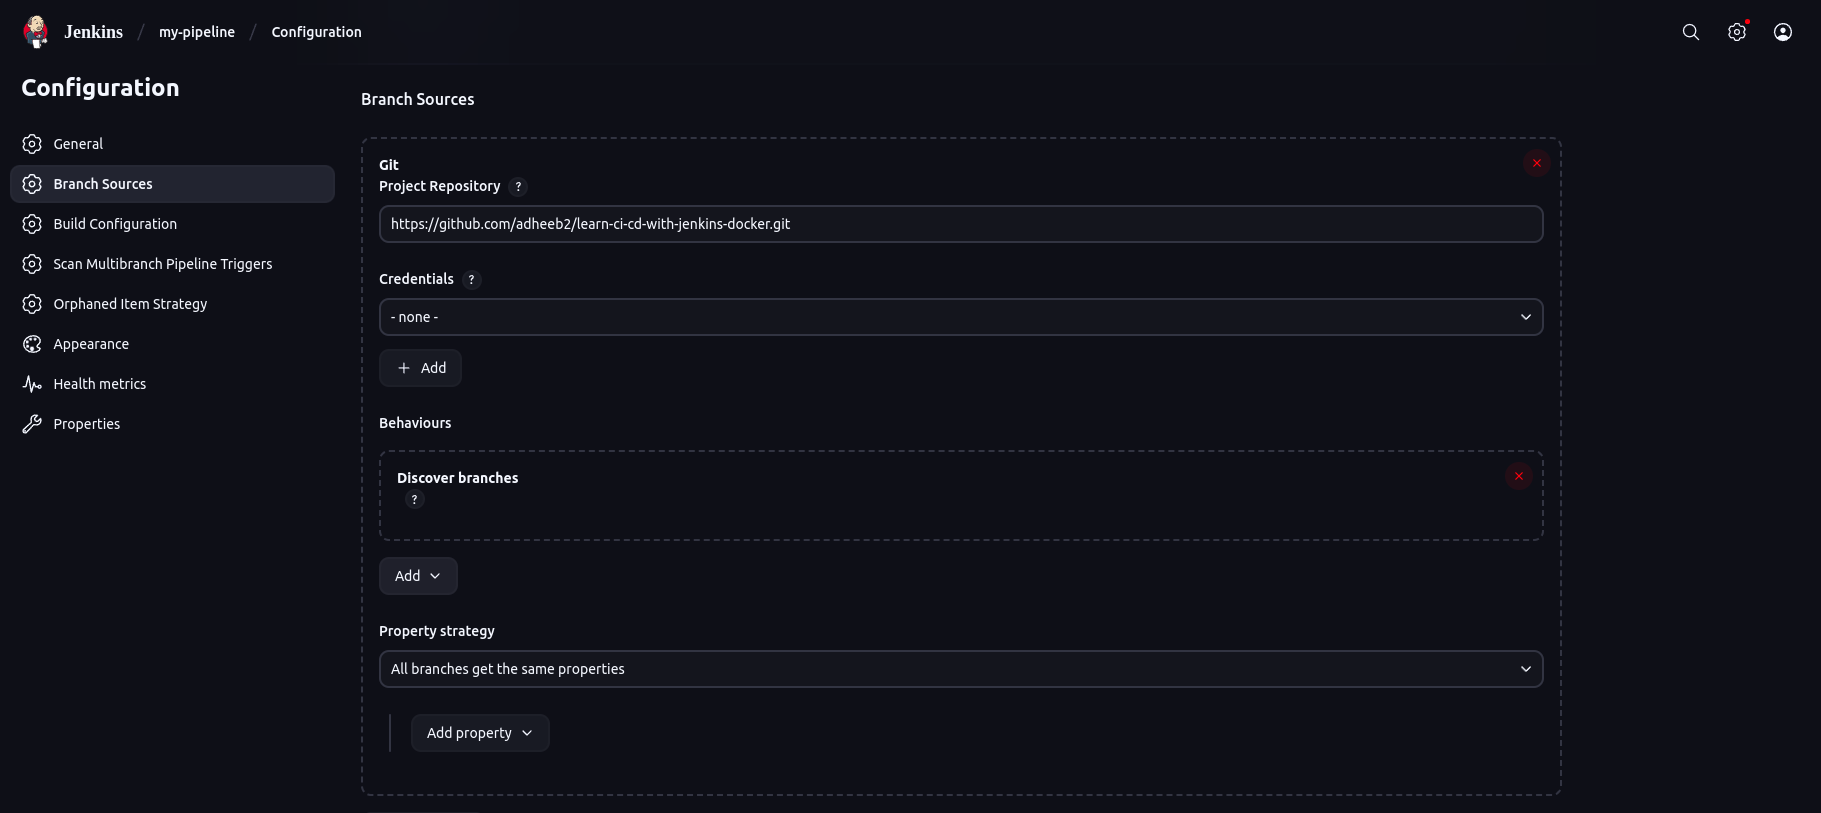 Jenkins / my-pipeline / Configuration
Configuration
General
Branch Sources
Build Configuration
Scan Multibranch Pipeline Triggers
Orphaned Item Strategy
Appearance
Health metrics
Properties
Branch Sources
Git
Project Repository ?
https://github.com/adheeb2/learn-ci-cd-with-jenkins-docker.git
Credentials ?
- none -
+ Add
Behaviours
Discover branches
?
Add
Property strategy
All branches get the same properties
Add property